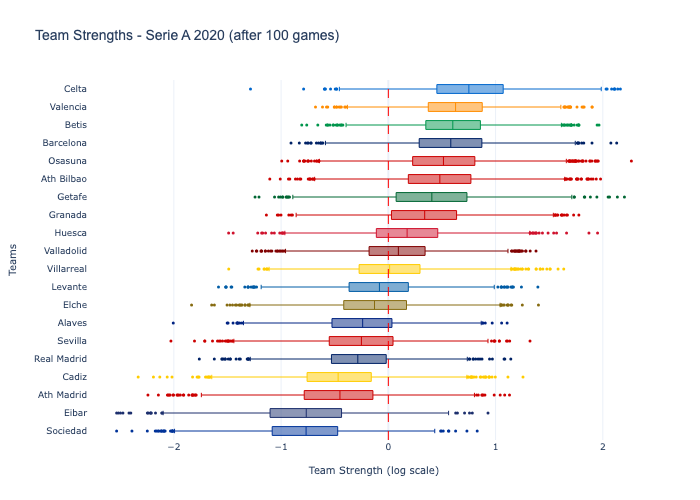 Team Strengths - Serie A 2020 (after 100 games)
Celta
Valencia
Betis
Barcelona
Osasuna
Ath Bilbao
Getafe
Granada
Huesca
Valladolid
Villarreal
Levante
Elche
Alaves
Sevilla
Real Madrid
Cadiz
Ath Madrid
Eibar
Sociedad
Teams
−2
−1
0
1
2
Team Strength (log scale)